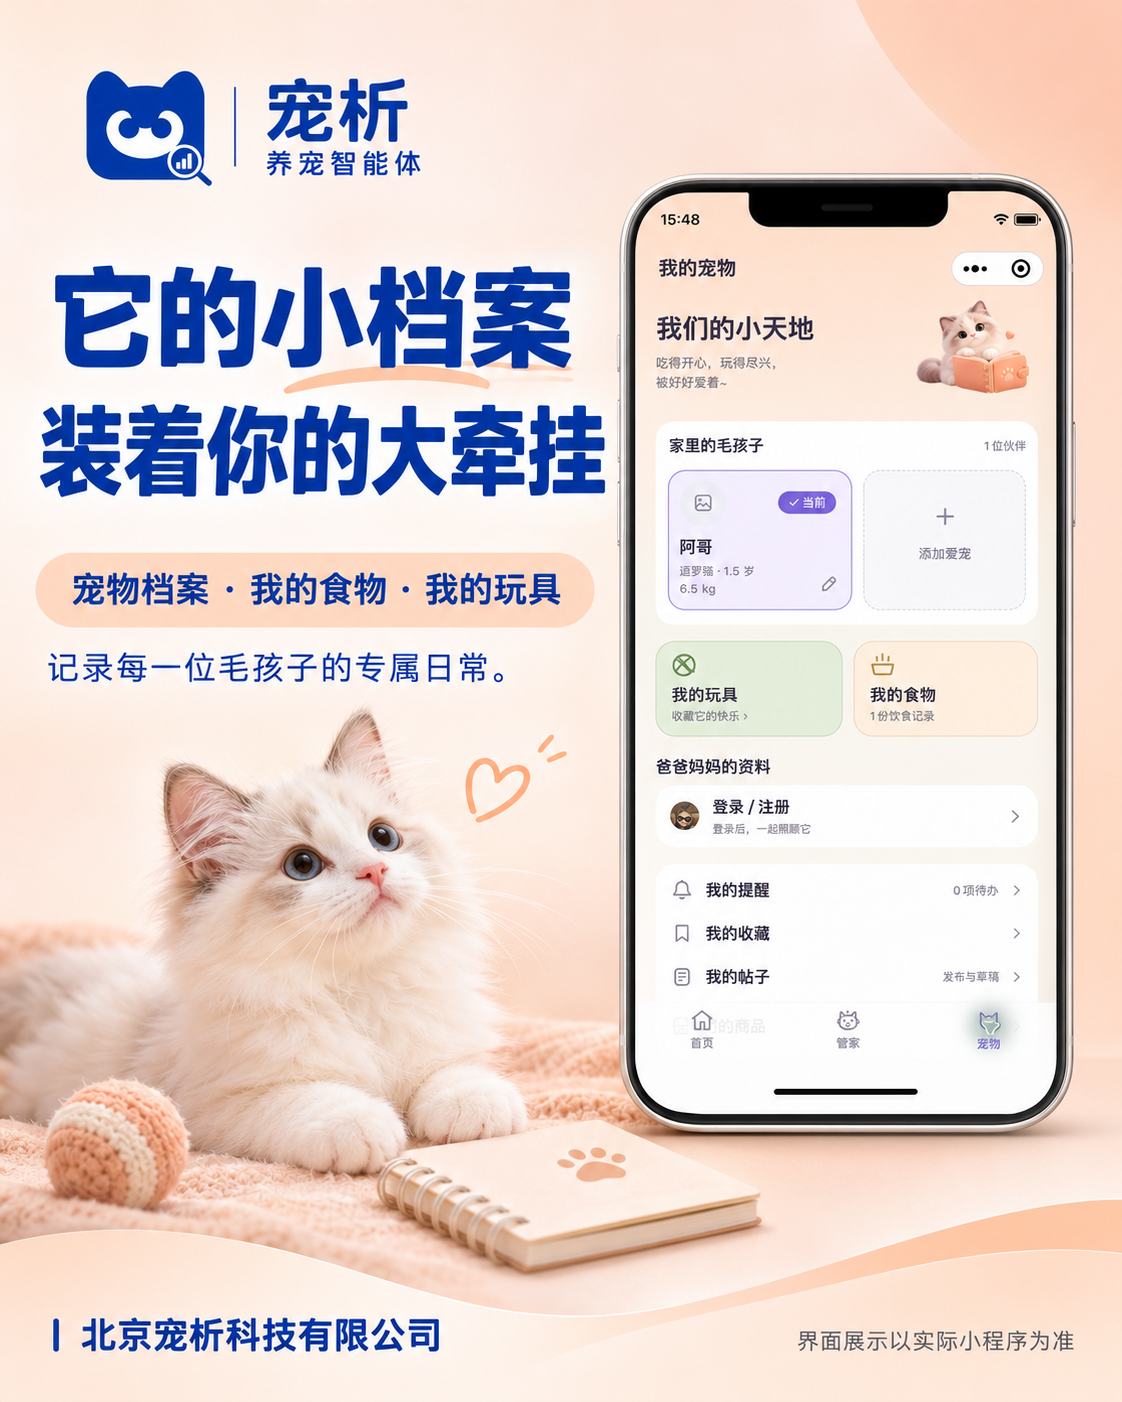 宠析
养宠智能体
它的小档案
装着你的大牵挂
宠物档案 · 我的食物 · 我的玩具
记录每一位毛孩子的专属日常。
15:48
我的宠物
我们的小天地
吃得开心，玩得尽兴，
被好好爱着~
家里的毛孩子
1位伙伴
当前
阿哥
逗罗猫 · 1.5 岁
6.5 kg
添加爱宠
我的玩具
收藏它的快乐 ›
我的食物
1份饮食记录
爸爸妈妈的资料
登录 / 注册
登录后，一起照顾它
我的提醒
0 项待办
我的收藏
我的帖子
发布与草稿
的商品
首页
管家
宠物
北京宠析科技有限公司
界面展示以实际小程序为准